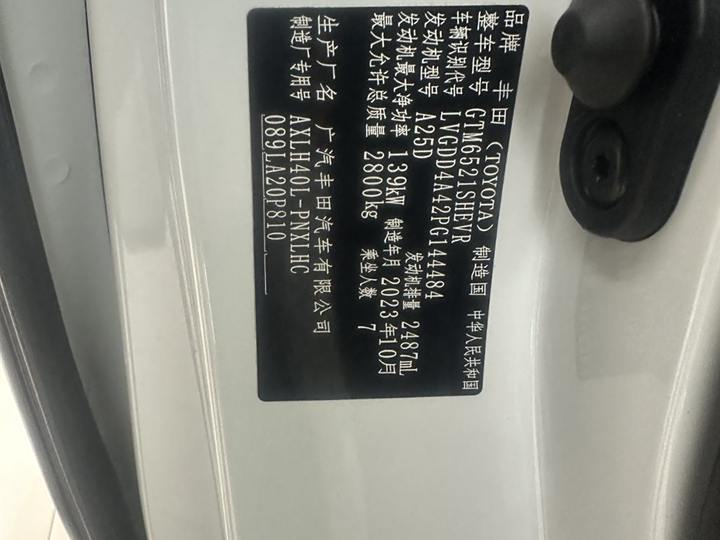 品牌 丰田（TOYOTA） 制造国 中华人民共和国
整车型号 GTM6521SHEVR
车辆识别代号 LVGDD4A42PG144484
发动机型号 A25D 发动机排量 2487mL
发动机最大净功率 139kW 制造年月 2023年10月
最大允许总质量 2800kg 乘坐人数 7
生产厂名 广汽丰田汽车有限公司
制造厂专用号 AXLH40L-PNXLHC
089LA20P810